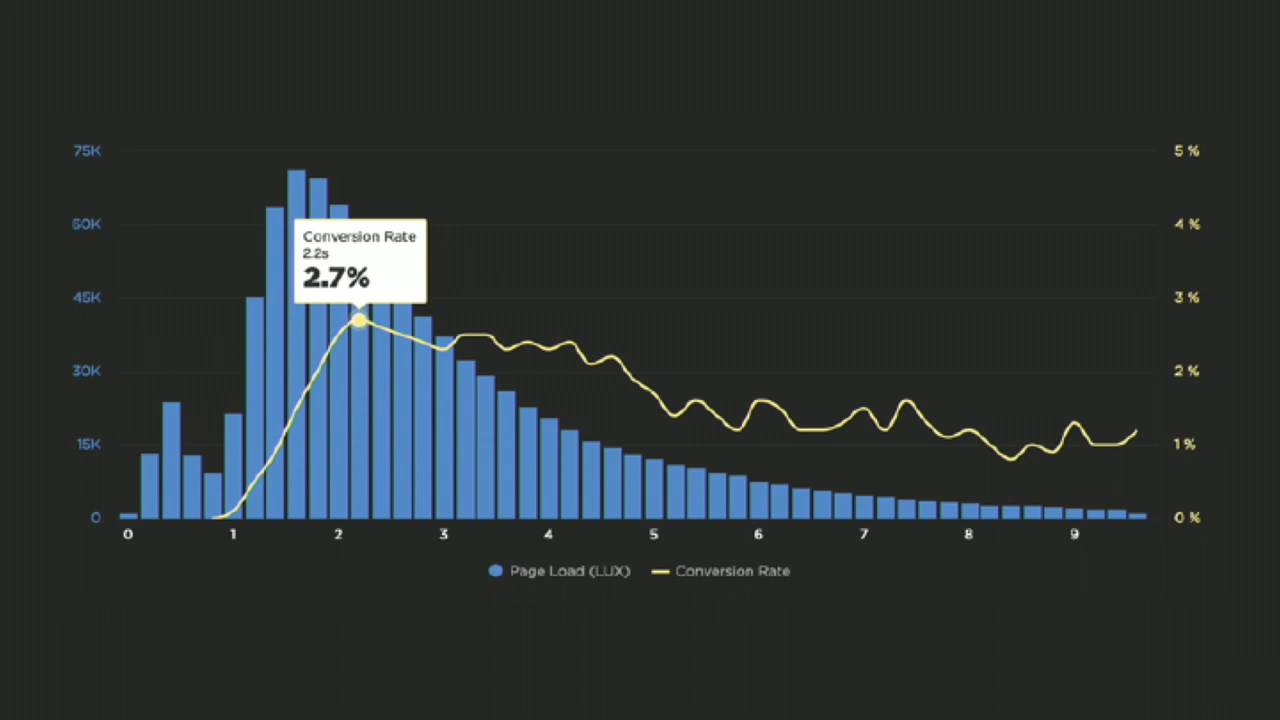 75K
60K
45K
30K
15K
0
5 %
4 %
3 %
2 %
1 %
0 %
Conversion Rate
2.2s
2.7%
0 1 2 3 4 5 6 7 8 9
Page Load (LUX) Conversion Rate